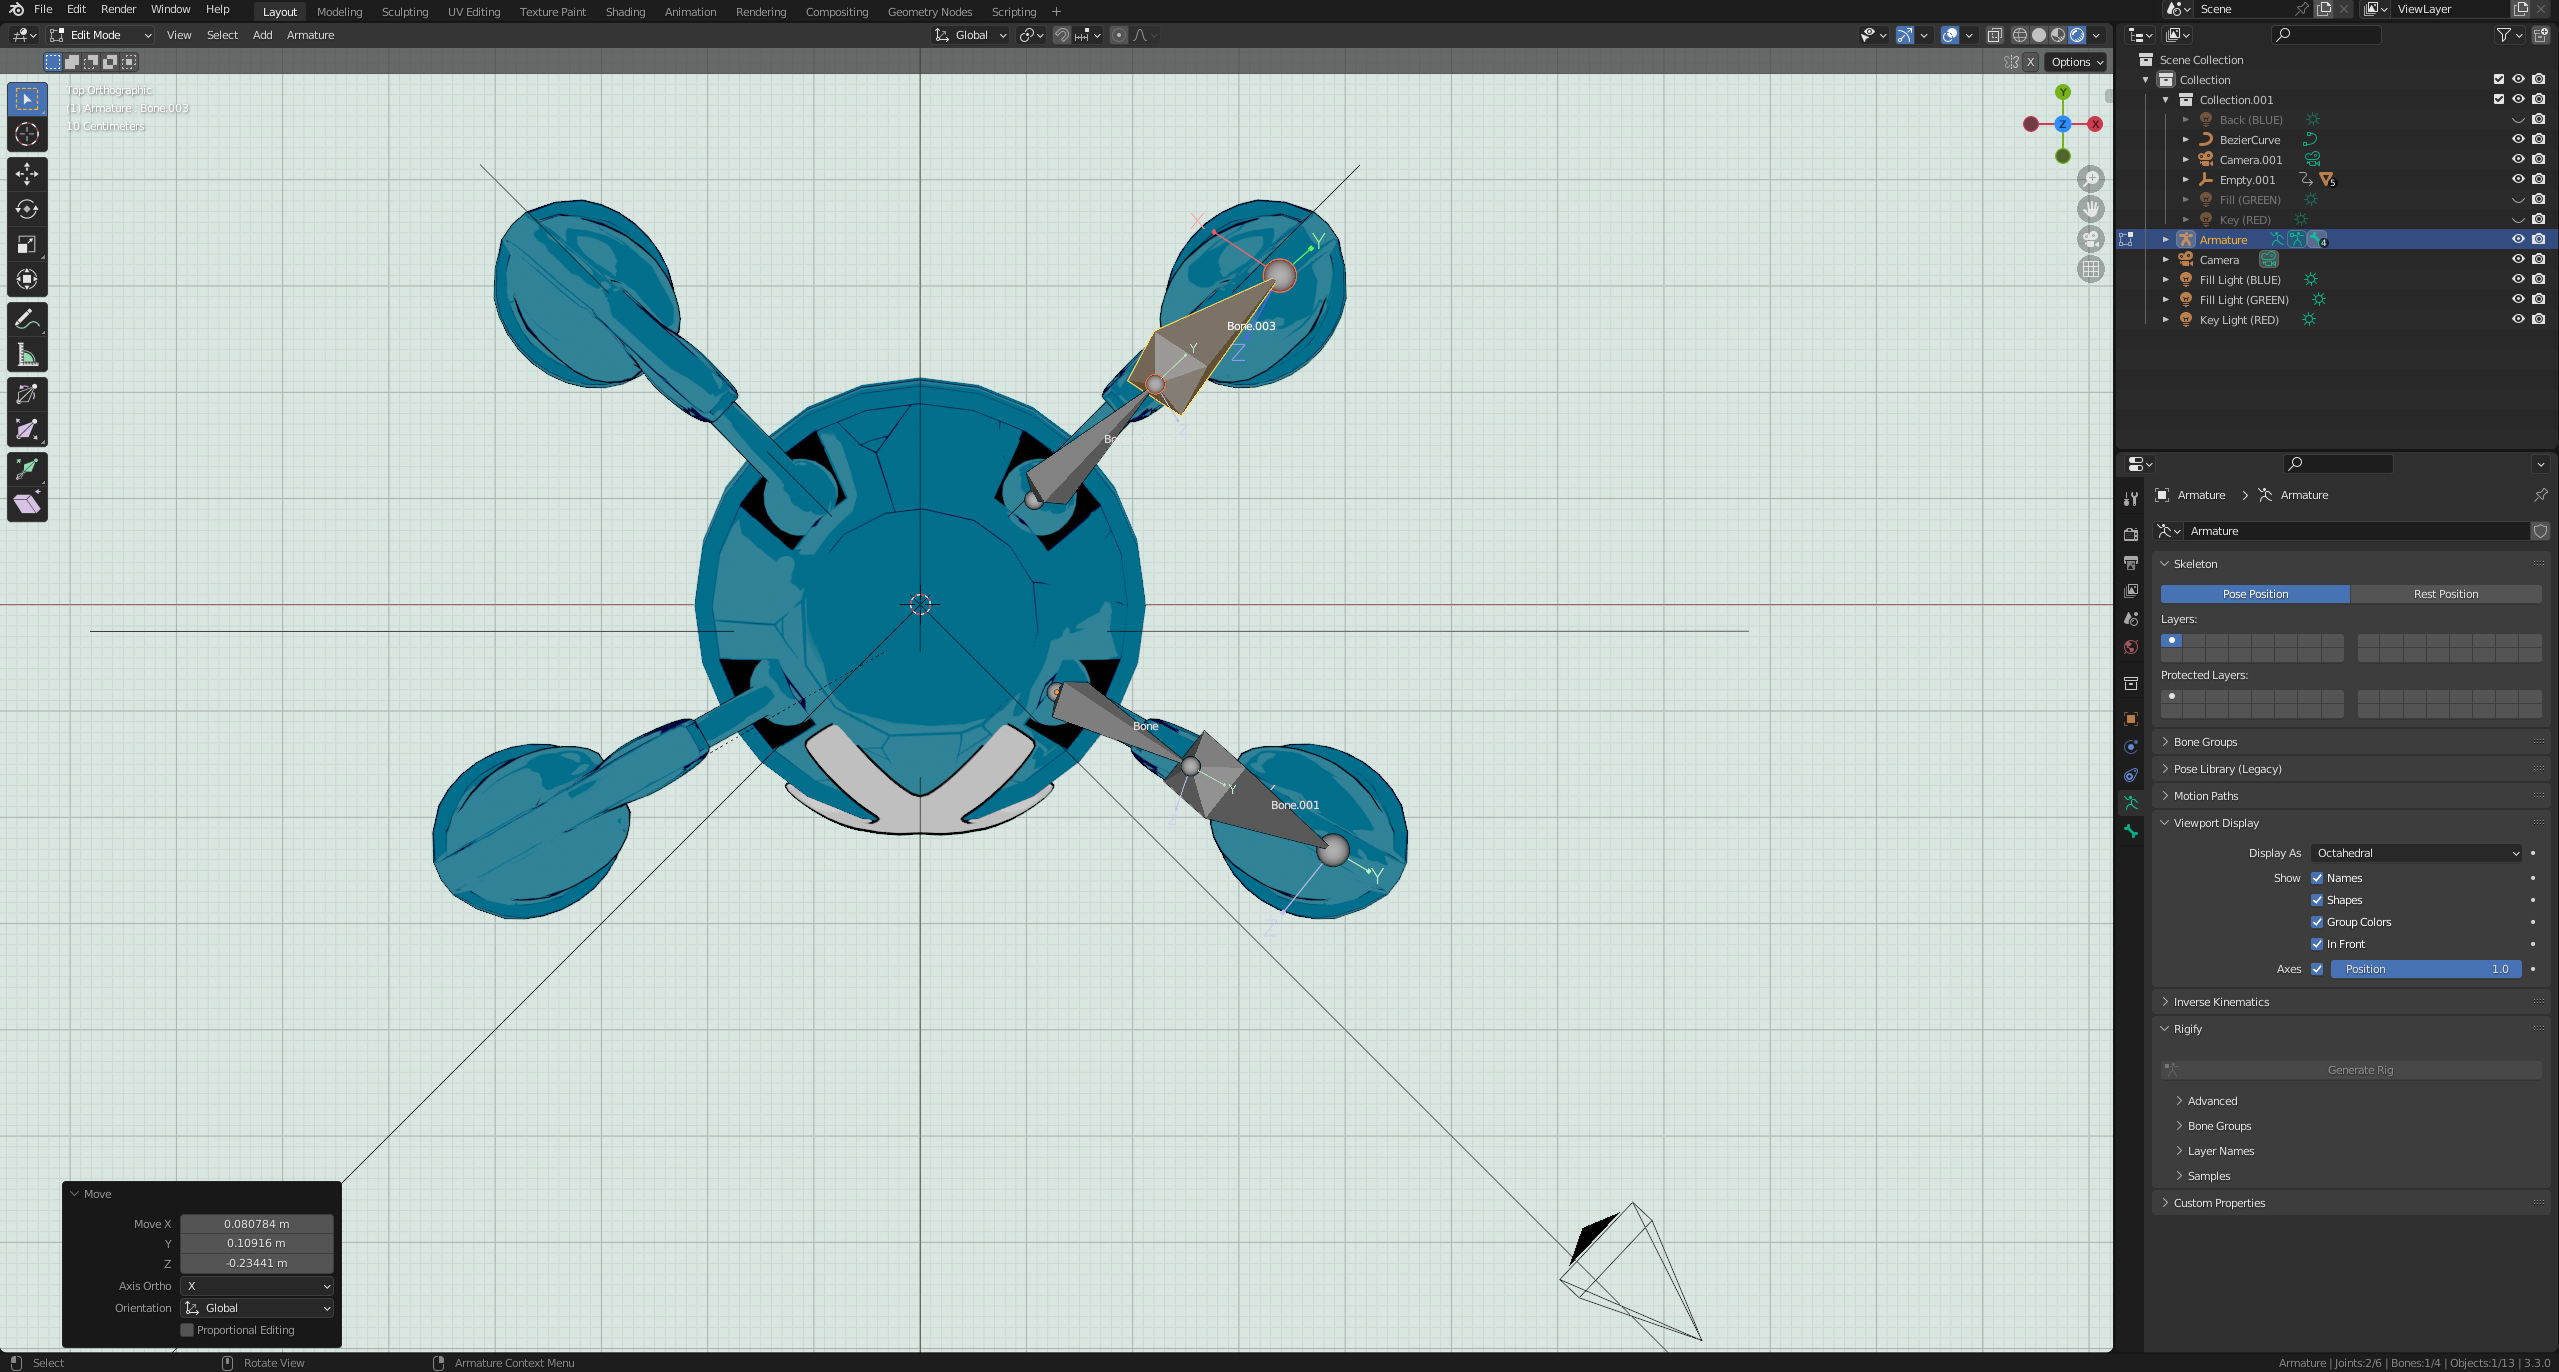 File Edit Render Window Help Layout Modeling Sculpting UV Editing Texture Paint Shading Animation Rendering Compositing Geometry Nodes Scripting + Scene ViewLayer
Edit Mode View Select Add Armature Global
X Options
Top Orthographic
(1) Armature : Bone.003
10 Centimeters
Y
Z X
X
Y
Bone.003
Z
Y
Z
Bone
Y
Bone.001
Z
Y
Z
Move
Move X 0.080784 m
Y 0.10916 m
Z -0.23441 m
Axis Ortho X
Orientation Global
Proportional Editing
Scene Collection
Collection
Collection.001
Back (BLUE)
BezierCurve
Camera.001
Empty.001 5
Fill (GREEN)
Key (RED)
Armature 4
Camera
Fill Light (BLUE)
Fill Light (GREEN)
Key Light (RED)
Armature > Armature
Armature
Skeleton
Pose Position Rest Position
Layers:
Protected Layers:
Bone Groups
Pose Library (Legacy)
Motion Paths
Viewport Display
Display As Octahedral
Show Names
Shapes
Group Colors
In Front
Axes Position 1.0
Inverse Kinematics
Rigify
Generate Rig
Advanced
Bone Groups
Layer Names
Samples
Custom Properties
Select Rotate View Armature Context Menu Armature | Joints:2/6 | Bones:1/4 | Objects:1/13 | 3.3.0